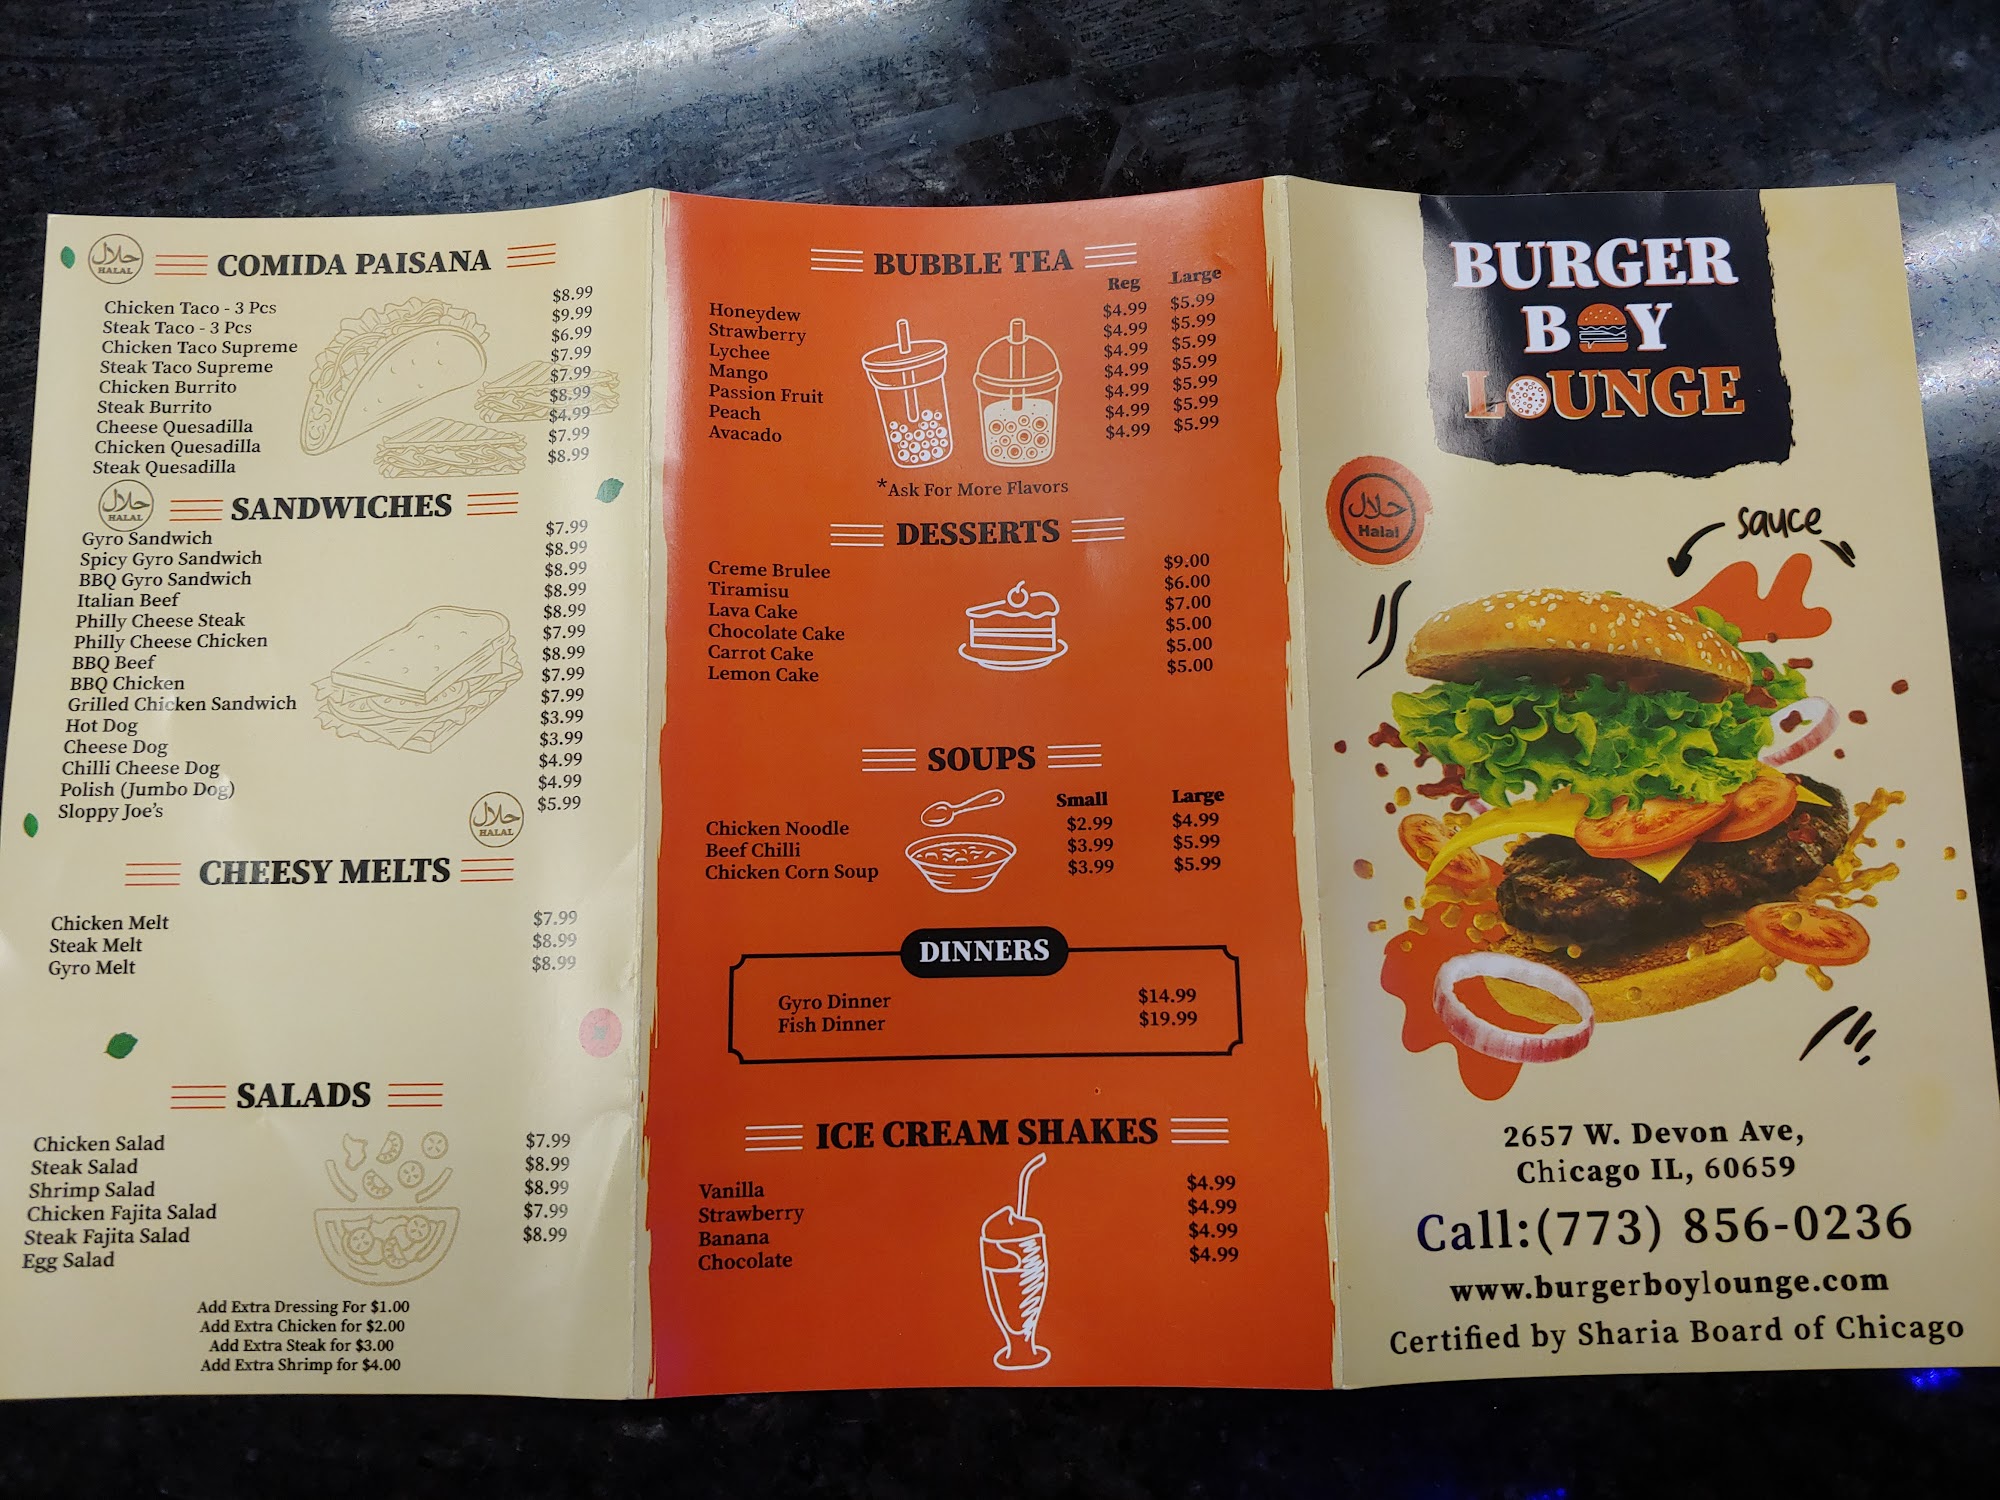 حلال
HALAL
COMIDA PAISANA
Chicken Taco - 3 Pcs $8.99
Steak Taco - 3 Pcs $9.99
Chicken Taco Supreme $6.99
Steak Taco Supreme $7.99
Chicken Burrito $7.99
Steak Burrito $8.99
Cheese Quesadilla $4.99
Chicken Quesadilla $7.99
Steak Quesadilla $8.99
حلال
HALAL
SANDWICHES
Gyro Sandwich $7.99
Spicy Gyro Sandwich $8.99
BBQ Gyro Sandwich $8.99
Italian Beef $8.99
Philly Cheese Steak $8.99
Philly Cheese Chicken $7.99
BBQ Beef $8.99
BBQ Chicken $7.99
Grilled Chicken Sandwich $7.99
Hot Dog $3.99
Cheese Dog $3.99
Chilli Cheese Dog $4.99
Polish (Jumbo Dog) $4.99
Sloppy Joe's $5.99
حلال
HALAL
CHEESY MELTS
Chicken Melt $7.99
Steak Melt $8.99
Gyro Melt $8.99
SALADS
Chicken Salad $7.99
Steak Salad $8.99
Shrimp Salad $8.99
Chicken Fajita Salad $7.99
Steak Fajita Salad $8.99
Egg Salad
Add Extra Dressing For $1.00
Add Extra Chicken for $2.00
Add Extra Steak for $3.00
Add Extra Shrimp for $4.00
BUBBLE TEA
Reg Large
Honeydew $4.99 $5.99
Strawberry $4.99 $5.99
Lychee $4.99 $5.99
Mango $4.99 $5.99
Passion Fruit $4.99 $5.99
Peach $4.99 $5.99
Avacado $4.99 $5.99
*Ask For More Flavors
DESSERTS
Creme Brulee $9.00
Tiramisu $6.00
Lava Cake $7.00
Chocolate Cake $5.00
Carrot Cake $5.00
Lemon Cake $5.00
SOUPS
Small Large
Chicken Noodle $2.99 $4.99
Beef Chilli $3.99 $5.99
Chicken Corn Soup $3.99 $5.99
DINNERS
Gyro Dinner $14.99
Fish Dinner $19.99
ICE CREAM SHAKES
Vanilla $4.99
Strawberry $4.99
Banana $4.99
Chocolate $4.99
BURGER
BOY
LOUNGE
حلال
Halal
sauce
2657 W. Devon Ave,
Chicago IL, 60659
Call:(773) 856-0236
www.burgerboylounge.com
Certified by Sharia Board of Chicago